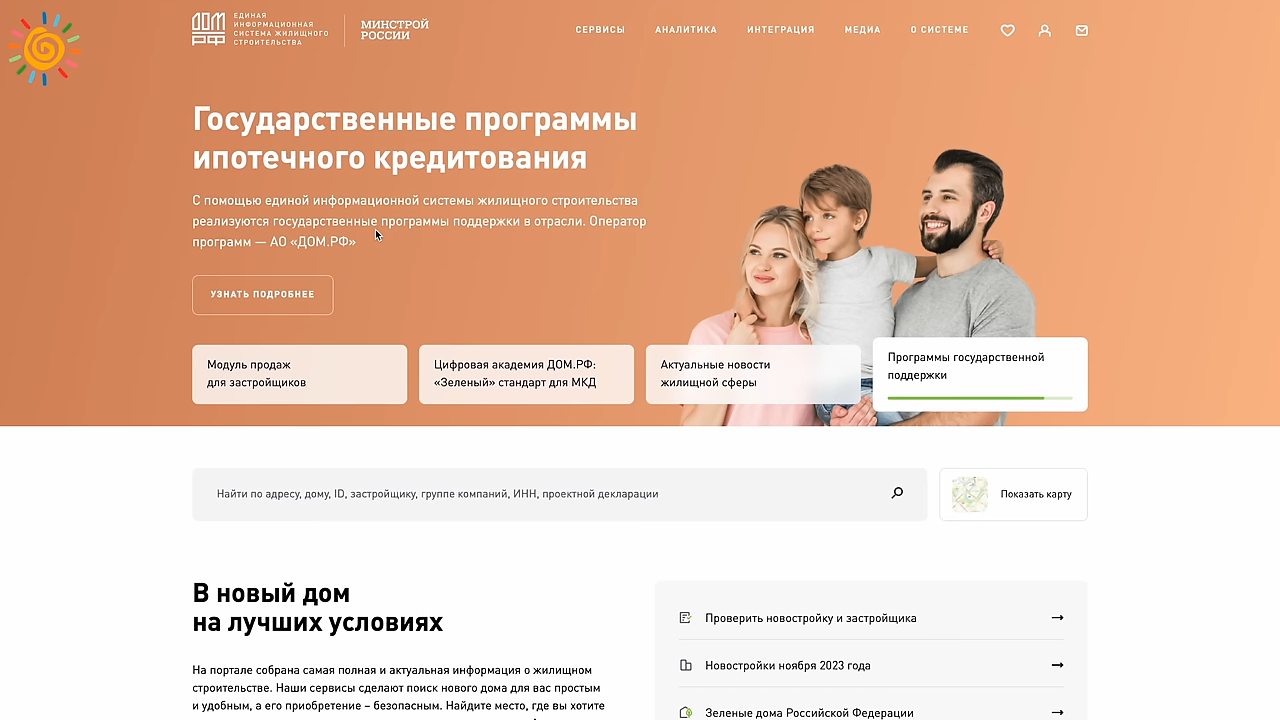 ДОМ
РФ
ЕДИНАЯ
ИНФОРМАЦИОННАЯ
СИСТЕМА ЖИЛИЩНОГО
СТРОИТЕЛЬСТВА
МИНСТРОЙ
РОССИИ
СЕРВИСЫ
АНАЛИТИКА
ИНТЕГРАЦИЯ
МЕДИА
О СИСТЕМЕ
Государственные программы
ипотечного кредитования
С помощью единой информационной системы жилищного строительства
реализуются государственные программы поддержки в отрасли. Оператор
программ — АО «ДОМ.РФ»
УЗНАТЬ ПОДРОБНЕЕ
Модуль продаж
для застройщиков
Цифровая академия ДОМ.РФ:
«Зеленый» стандарт для МКД
Актуальные новости
жилищной сферы
Программы государственной
поддержки
Найти по адресу, дому, ID, застройщику, группе компаний, ИНН, проектной декларации
Показать карту
В новый дом
на лучших условиях
На портале собрана самая полная и актуальная информация о жилищном
строительстве. Наши сервисы сделают поиск нового дома для вас простым
и удобным, а его приобретение – безопасным. Найдите место, где вы хотите
Проверить новостройку и застройщика
Новостройки ноября 2023 года
Зеленые дома Российской Федерации